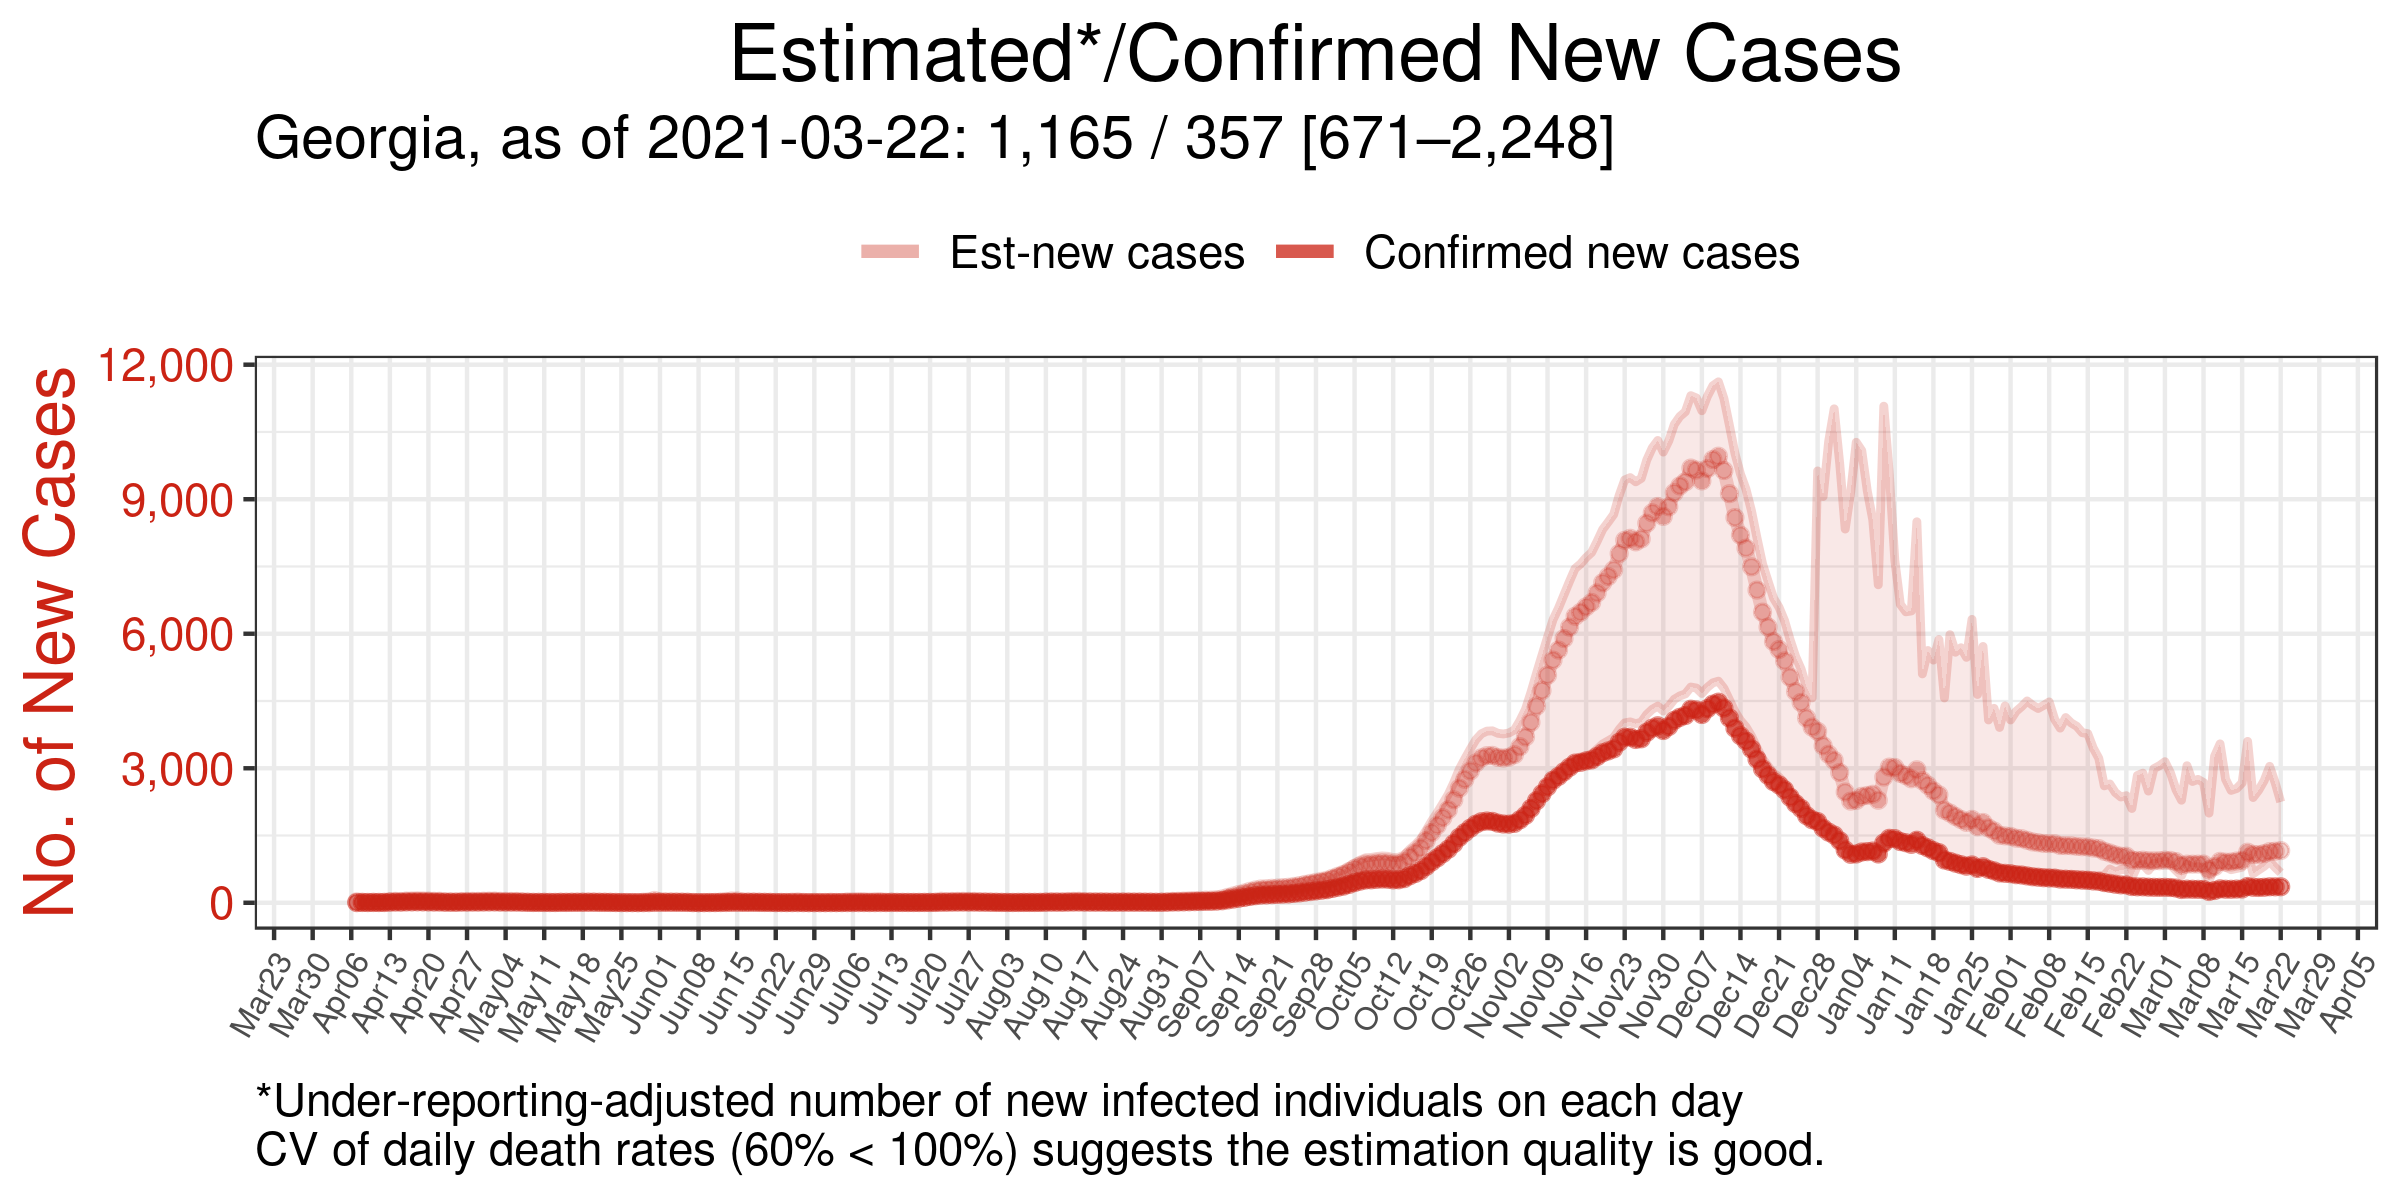 Estimated*/Confirmed New Cases
Georgia, as of 2021-03-22: 1,165 / 357 [671–2,248]
Est-new cases Confirmed new cases
No. of New Cases
12,000
9,000
6,000
3,000
0
Mar23 Mar30 Apr06 Apr13 Apr20 Apr27 May04 May11 May18 May25 Jun01 Jun08 Jun15 Jun22 Jun29 Jul06 Jul13 Jul20 Jul27 Aug03 Aug10 Aug17 Aug24 Aug31 Sep07 Sep14 Sep21 Sep28 Oct05 Oct12 Oct19 Oct26 Nov02 Nov09 Nov16 Nov23 Nov30 Dec07 Dec14 Dec21 Dec28 Jan04 Jan11 Jan18 Jan25 Feb01 Feb08 Feb15 Feb22 Mar01 Mar08 Mar15 Mar22 Mar29 Apr05
*Under-reporting-adjusted number of new infected individuals on each day
CV of daily death rates (60% < 100%) suggests the estimation quality is good.